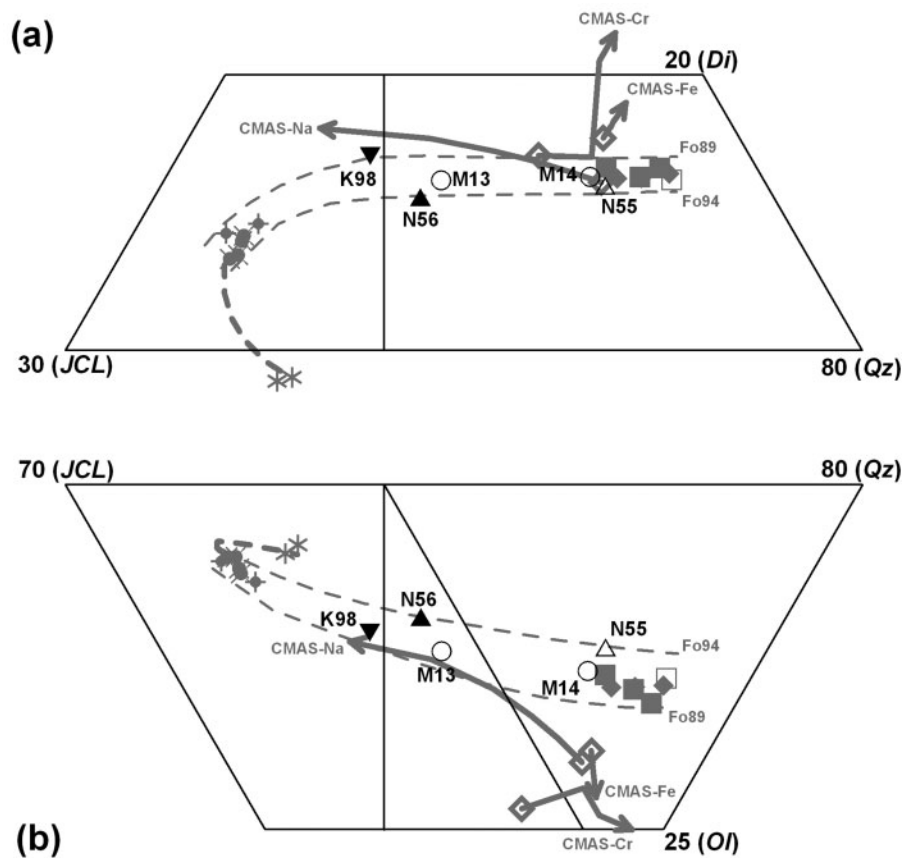 (a)
CMAS-Cr
20 (Di)
CMAS-Fe
CMAS-Na
Fo89
K98
M13
M14
N56
N55
Fo94
30 (JCL)
80 (Qz)
70 (JCL)
80 (Qz)
N56
K98
N55
CMAS-Na
Fo94
M13
M14
Fo89
CMAS-Fe
(b)
25 (Ol)
CMAS-Cr